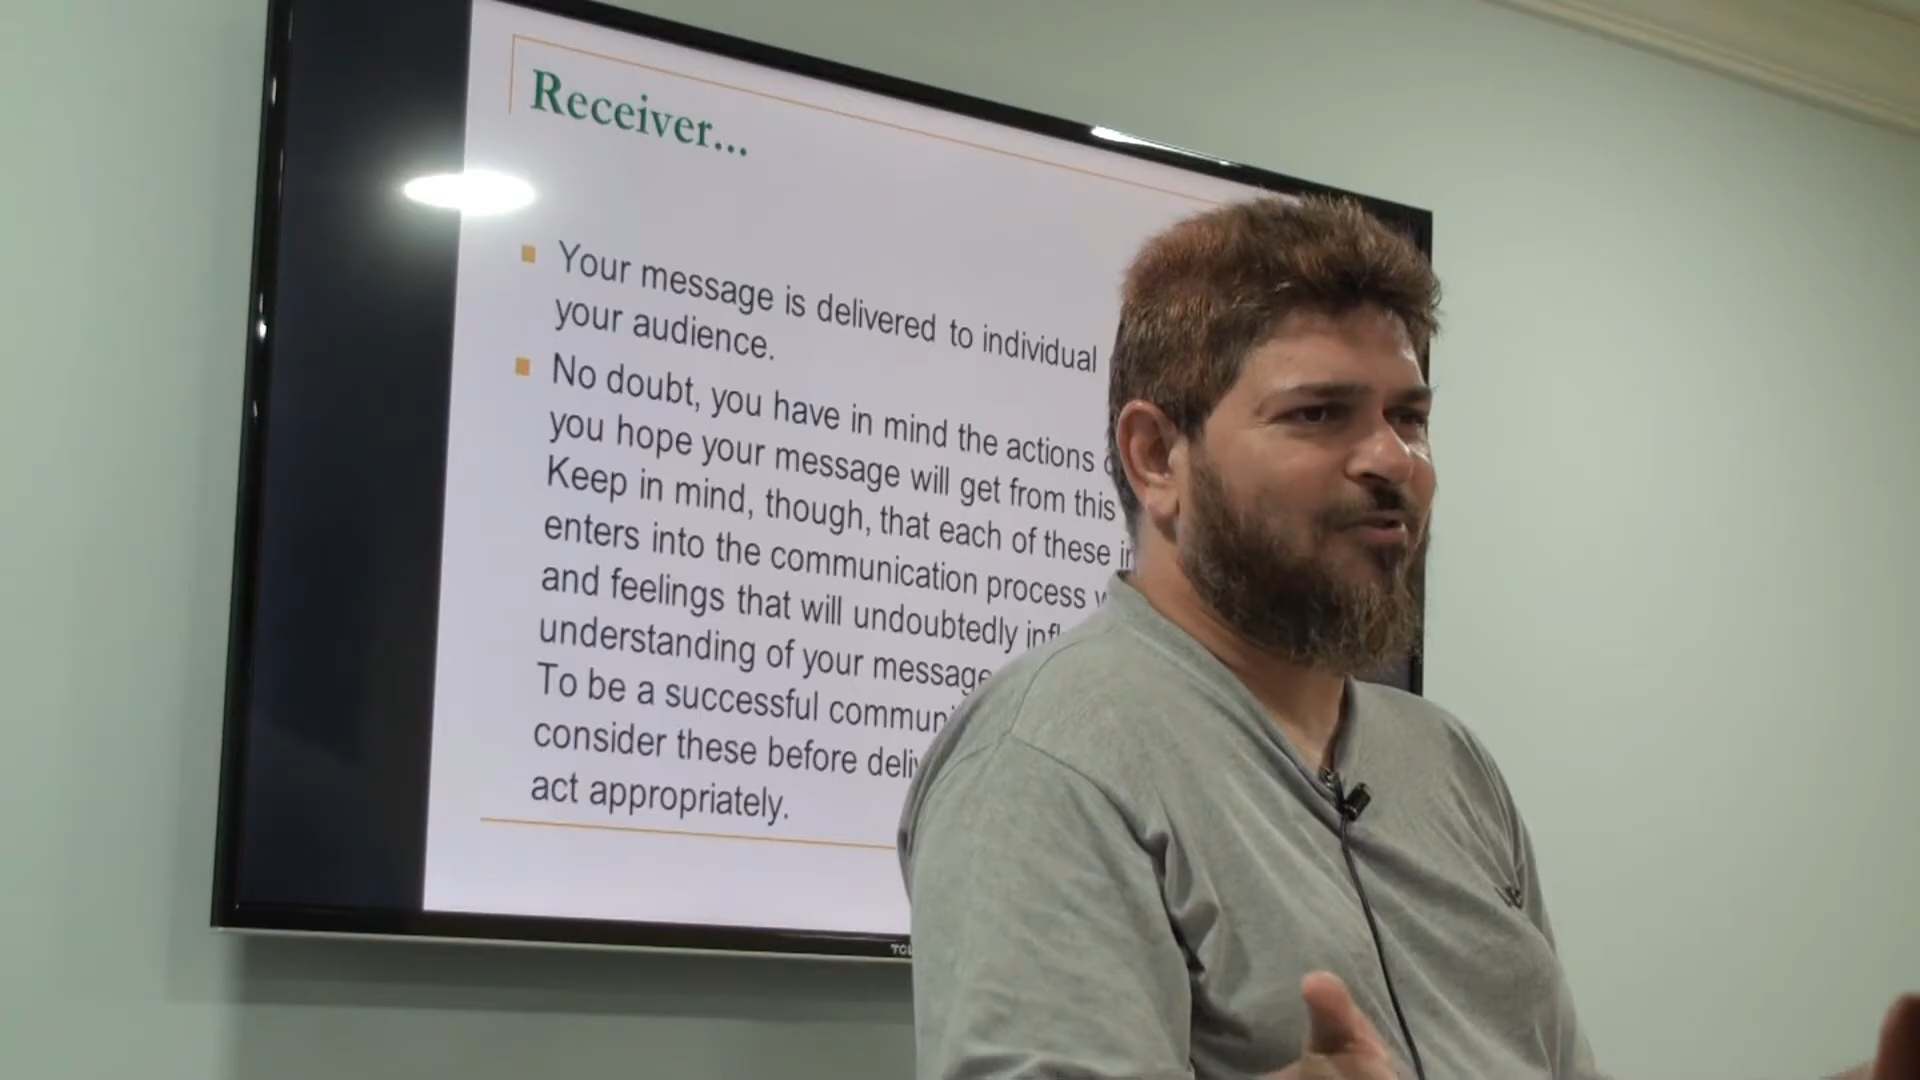 Receiver...
Your message is delivered to individual
your audience.
No doubt, you have in mind the actions
you hope your message will get from this
Keep in mind, though, that each of these
enters into the communication process
and feelings that will undoubtedly
understanding of your message
To be a successful
consider these before
act appropriately.